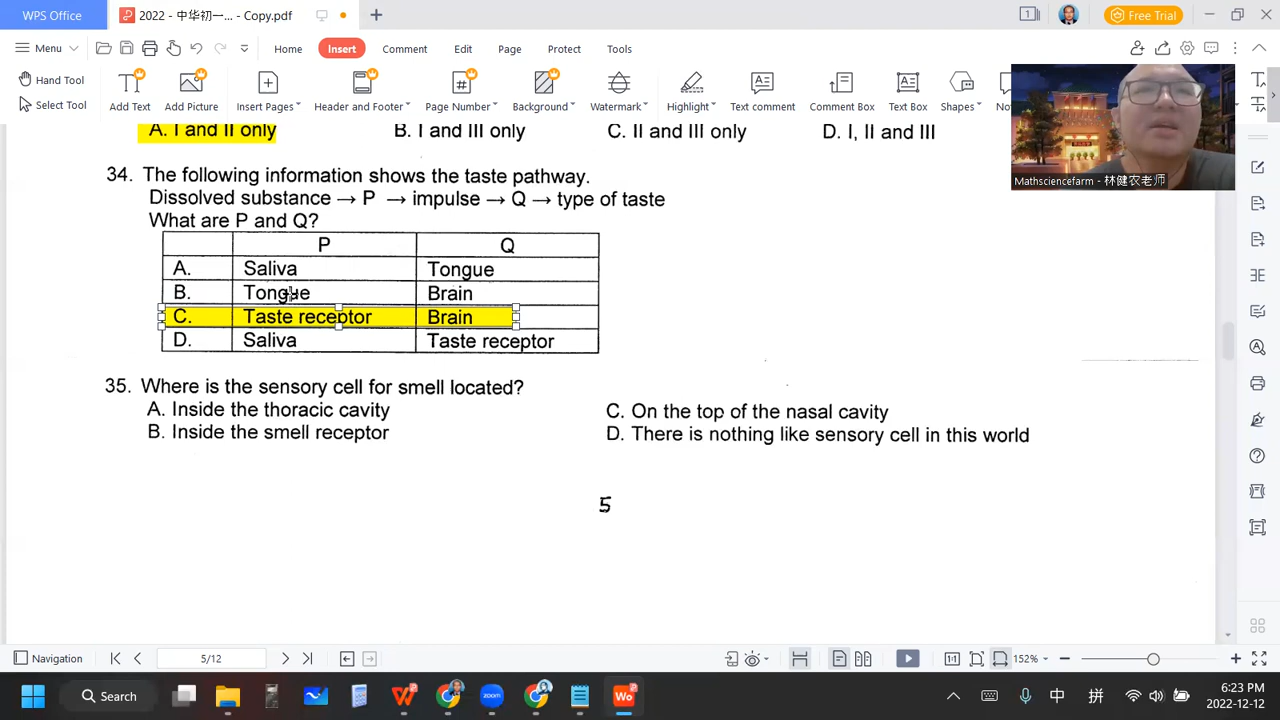 WPS Office
2022 - 中华初一... - Copy.pdf
1
Free Trial
Menu
Home
Insert
Comment
Edit
Page
Protect
Tools
Hand Tool
Select Tool
Add Text
Add Picture
Insert Pages
Header and Footer
Page Number
Background
Watermark
Highlight
Text comment
Comment Box
Text Box
Shapes
Mathsciencefarm - 林健农老师
A. I and II only B. I and III only C. II and III only D. I, II and III
34. The following information shows the taste pathway.
Dissolved substance → P → impulse → Q → type of taste
What are P and Q?
P Q
A. Saliva Tongue
B. Tongue Brain
C. Taste receptor Brain
D. Saliva Taste receptor
35. Where is the sensory cell for smell located?
A. Inside the thoracic cavity C. On the top of the nasal cavity
B. Inside the smell receptor D. There is nothing like sensory cell in this world
5
Navigation
5/12
152%
Search
zoom
Wo
中
拼
6:23 PM
2022-12-12